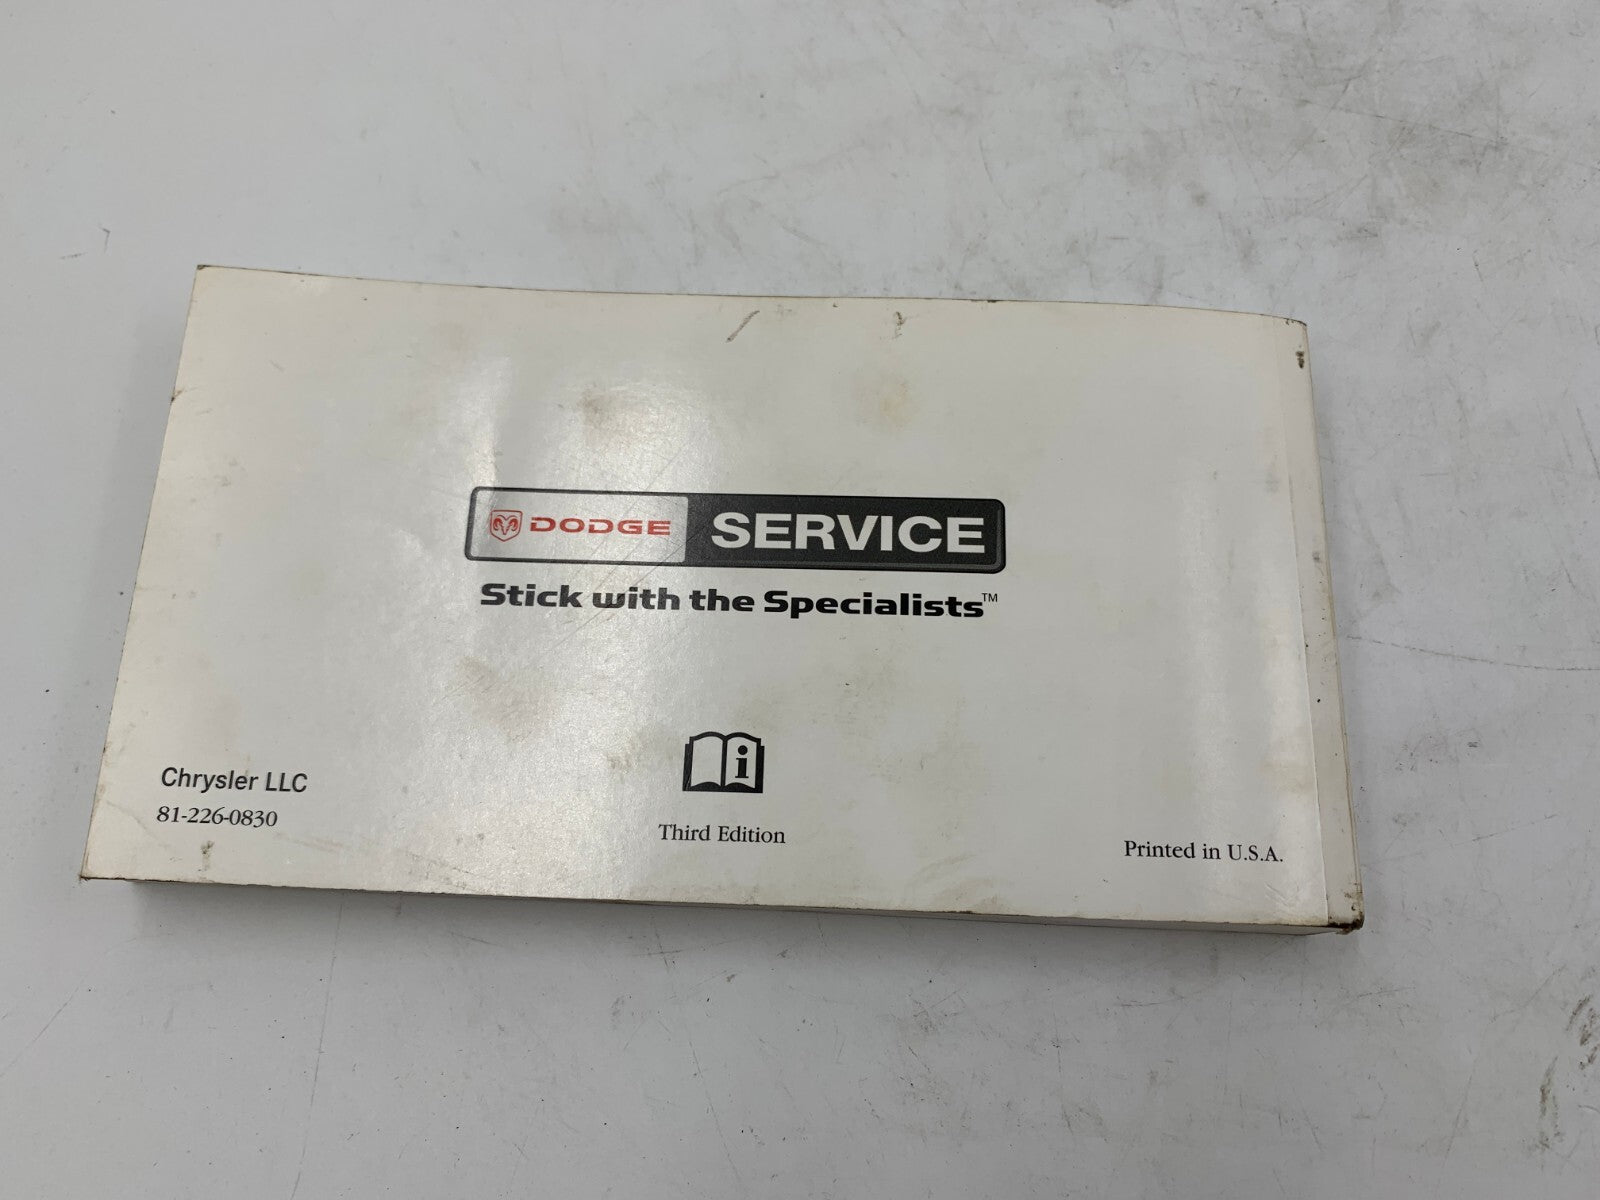 DODGE SERVICE
Stick with the Specialists™
i
Chrysler LLC
81-226-0830
Third Edition
Printed in U.S.A.